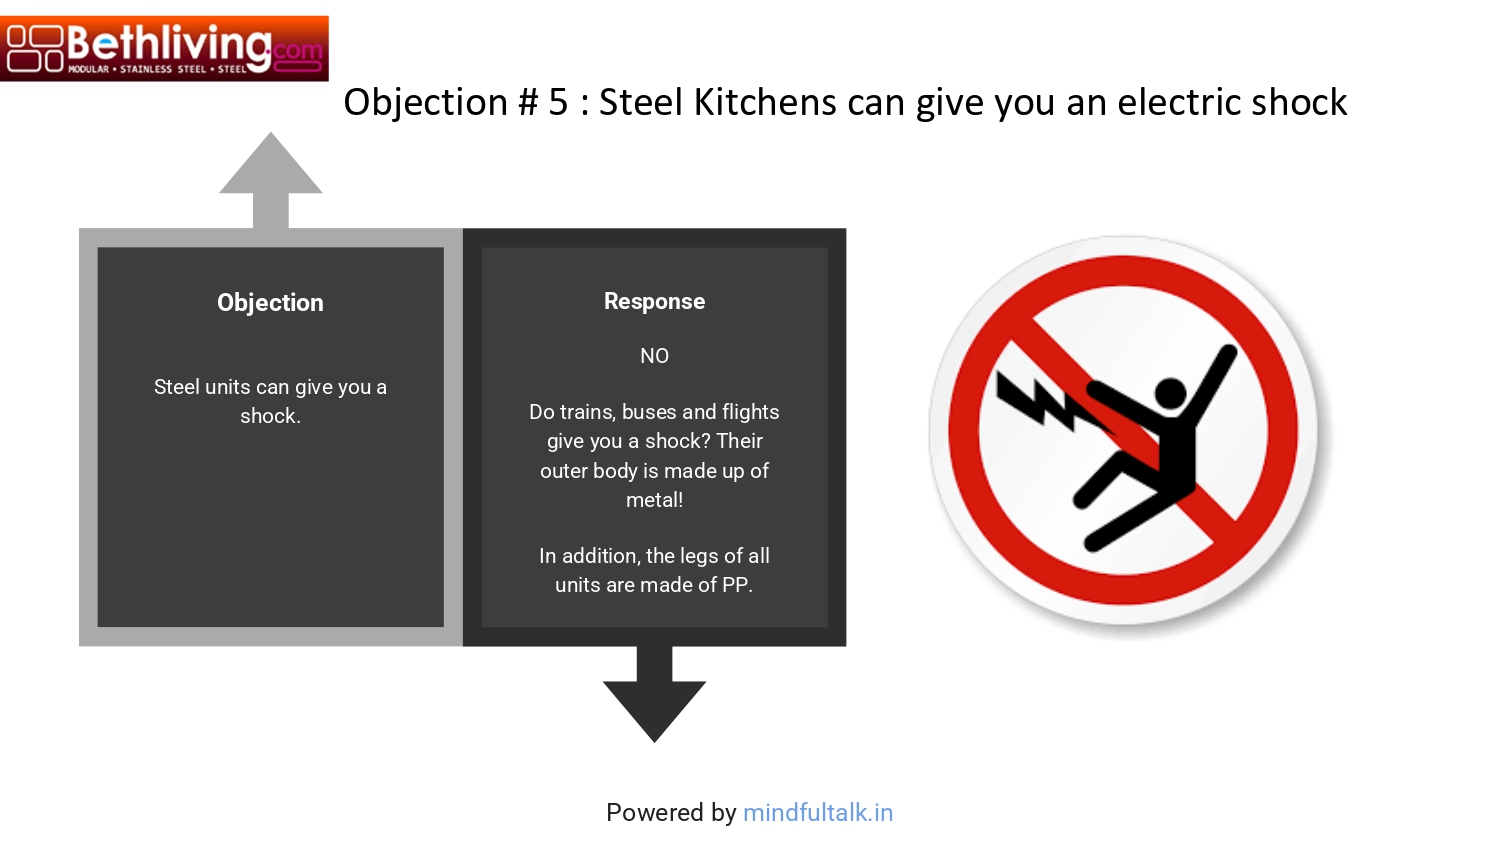 Bethliving.com
MODULAR • STAINLESS STEEL • STEEL
Objection # 5 : Steel Kitchens can give you an electric shock
Objection
Steel units can give you a
shock.
Response
NO
Do trains, buses and flights
give you a shock? Their
outer body is made up of
metal!
In addition, the legs of all
units are made of PP.
Powered by mindfultalk.in